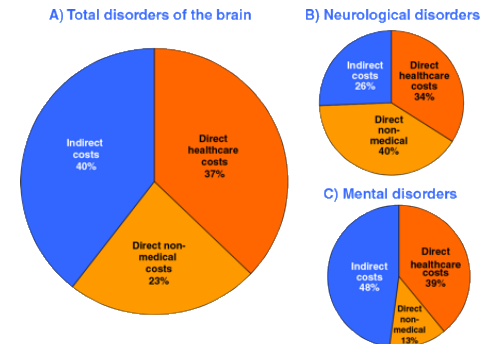 A) Total disorders of the brain
Indirect
costs
40%
Direct
healthcare
costs
37%
Direct non-
medical
costs
23%
B) Neurological disorders
Indirect
costs
26%
Direct
healthcare
costs
34%
Direct
non-
medical
40%
C) Mental disorders
Indirect
costs
48%
Direct
healthcare
costs
39%
Direct
non-
medical
13%